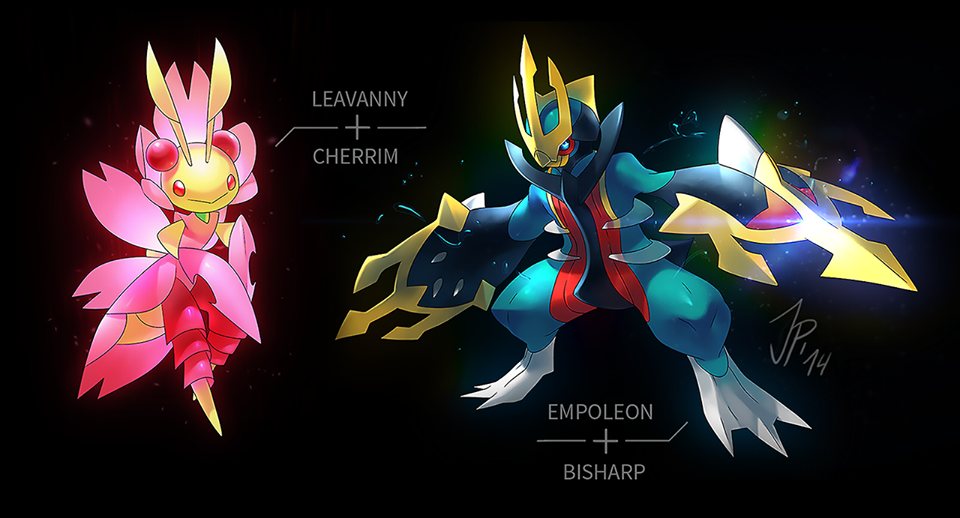 LEAVANNY
+
CHERRIM
EMPOLEON
+
BISHARP
JP'14